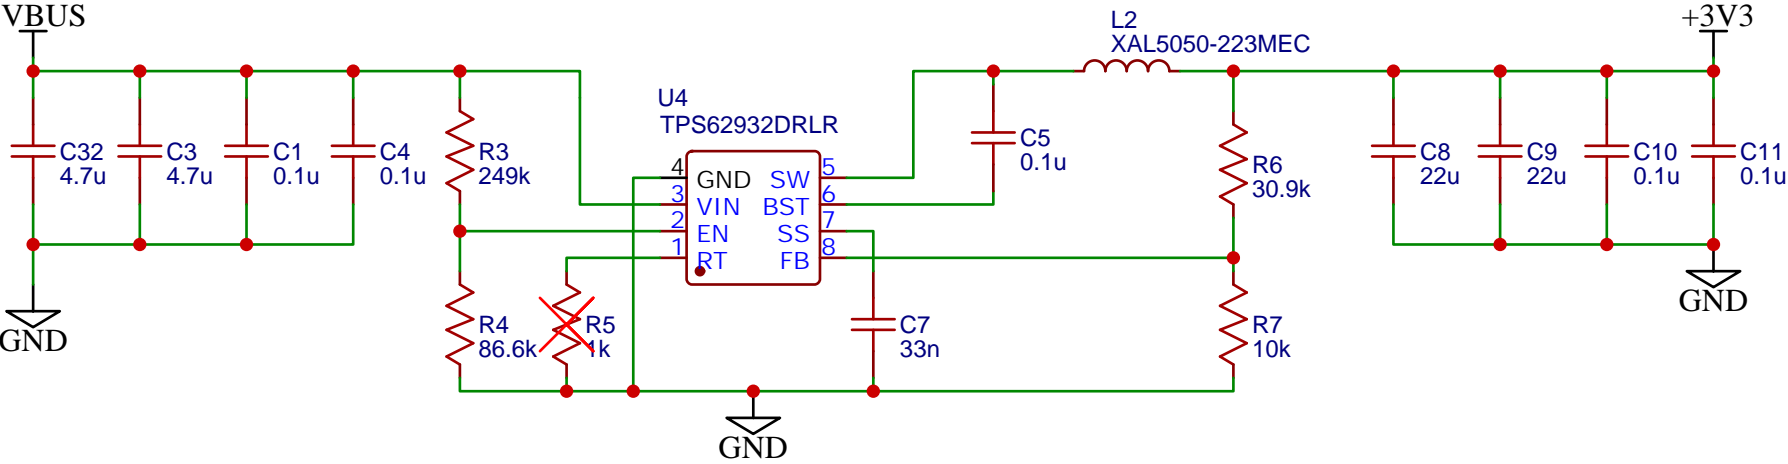 VBUS
L2
XAL5050-223MEC
+3V3
U4
TPS62932DRLR
C32
4.7u
C3
4.7u
C1
0.1u
C4
0.1u
R3
249k
4
GND
SW
5
3
VIN
BST
6
2
EN
SS
7
1
RT
FB
8
C5
0.1u
R6
30.9k
C8
22u
C9
22u
C10
0.1u
C11
0.1u
GND
R4
86.6k
R5
1k
C7
33n
R7
10k
GND
GND